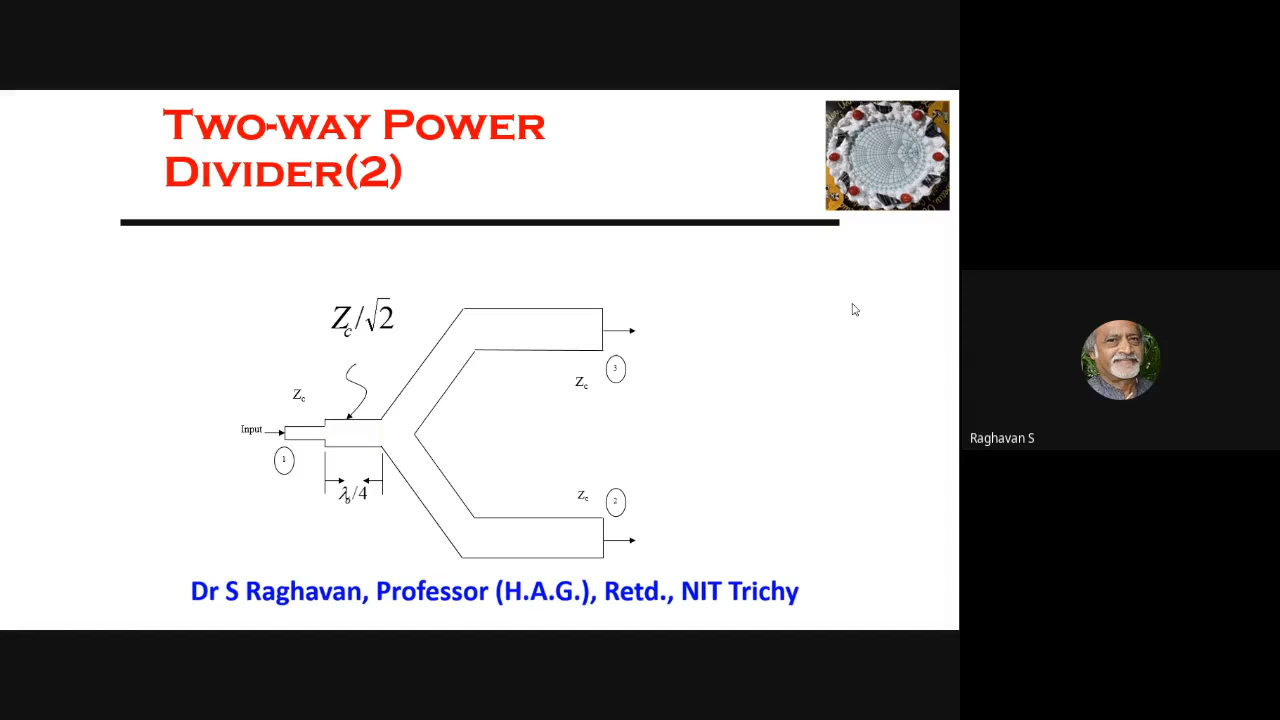 TWO-WAY POWER
DIVIDER(2)
Zc/√2
Zc
3
Zc
Input
1
Zc
2
/4
Dr S Raghavan, Professor (H.A.G.), Retd., NIT Trichy
Raghavan S